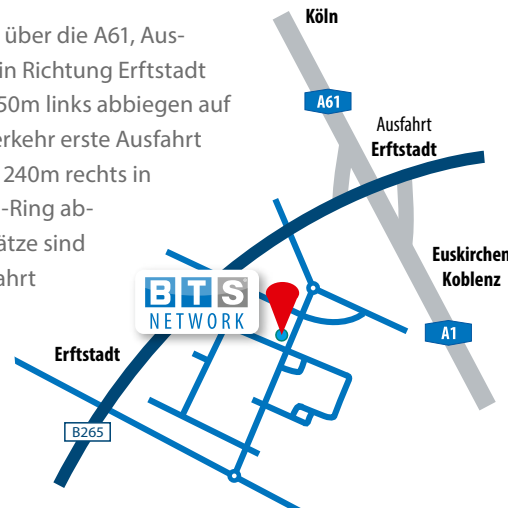 über die A61, Aus-
in Richtung Erftstadt
50m links abbiegen auf
erkehr erste Ausfahrt
240m rechts in
-Ring ab-
ätze sind
ahrt
Köln
A61
Ausfahrt
Erftstadt
Euskirchen
Koblenz
A1
BTS
NETWORK
Erftstadt
B265